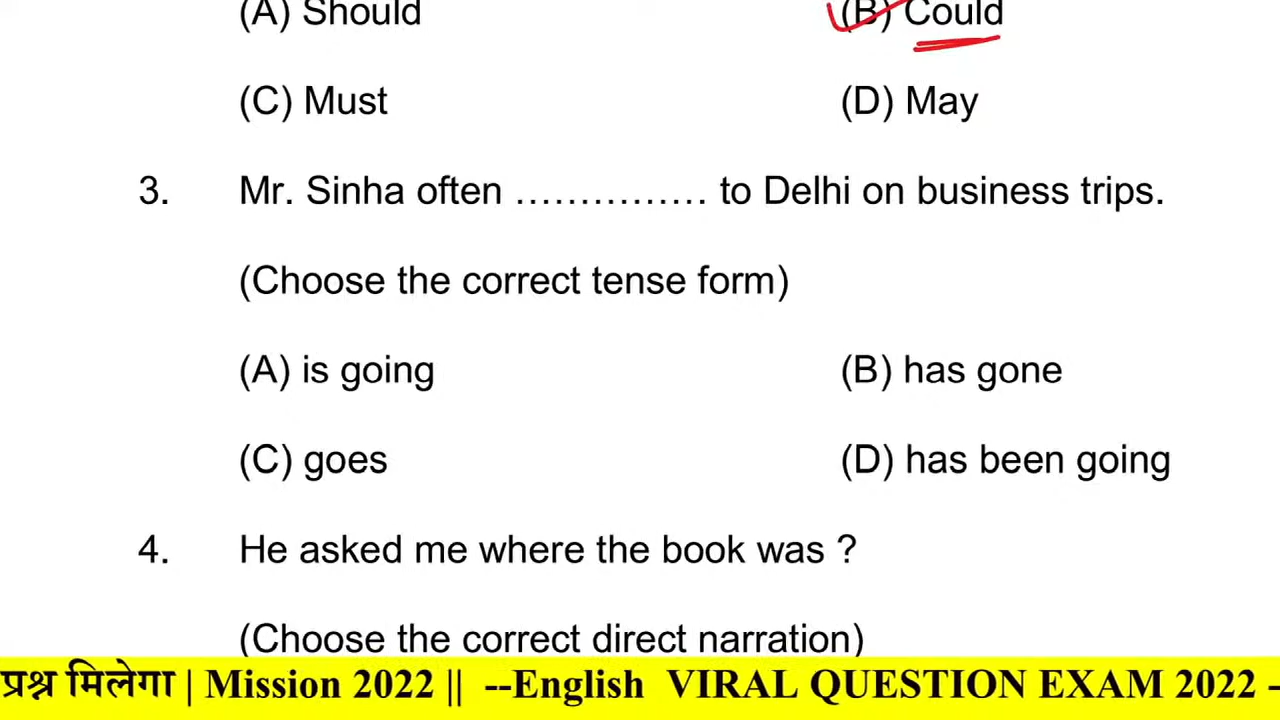 (A) Should (B) Could
(C) Must (D) May
3. Mr. Sinha often …………… to Delhi on business trips.
(Choose the correct tense form)
(A) is going (B) has gone
(C) goes (D) has been going
4. He asked me where the book was ?
(Choose the correct direct narration)
प्रश्न मिलेगा | Mission 2022 || --English VIRAL QUESTION EXAM 2022 -